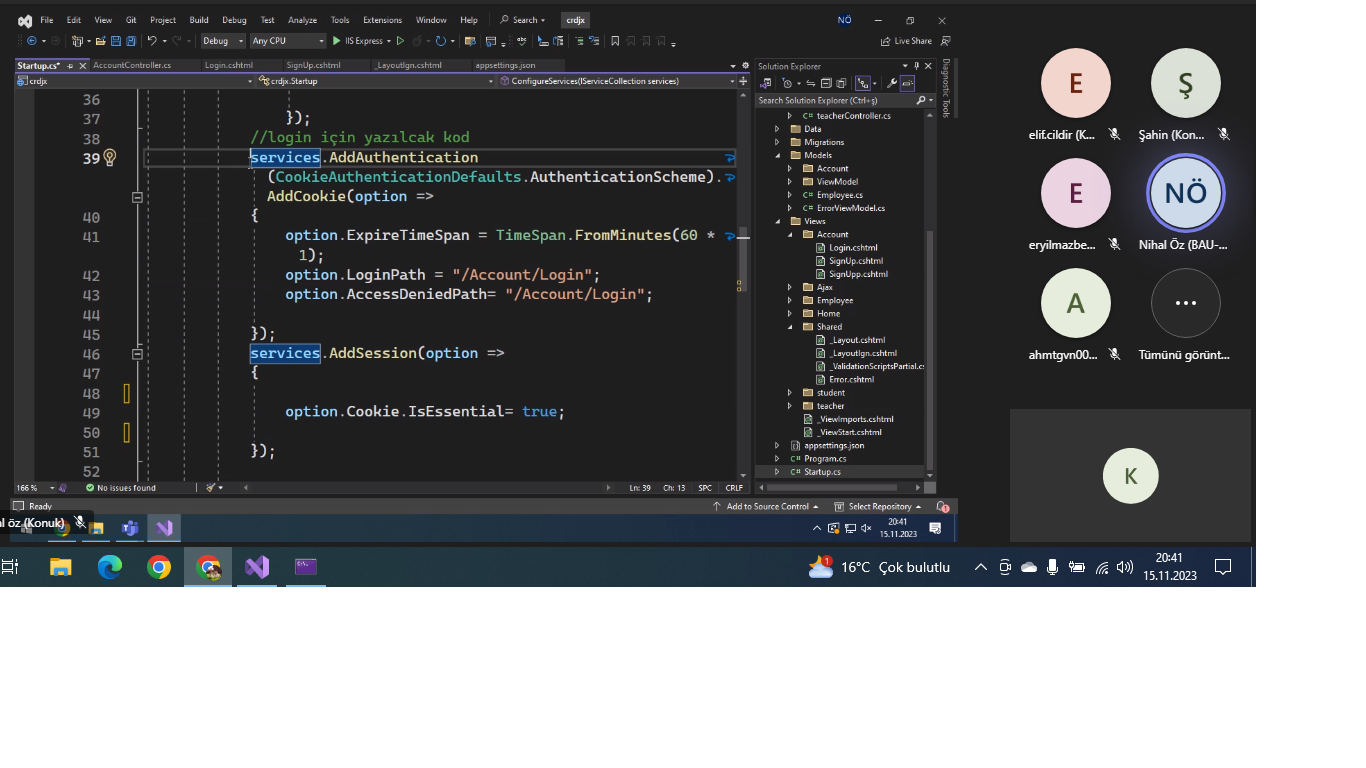 File Edit View Git Project Build Debug Test Analyze Tools Extensions Window Help Search crdjx NÖ
Debug Any CPU IIS Express Live Share
Startup.cs* AccountController.cs Login.cshtml SignUp.cshtml _LayoutIgn.cshtml appsettings.json
crdjx crdjx.Startup ConfigureServices(IServiceCollection services)
36
37 });
38 //login için yazılcak kod
39 services.AddAuthentication
(CookieAuthenticationDefaults.AuthenticationScheme).
AddCookie(option =>
40 {
41 option.ExpireTimeSpan = TimeSpan.FromMinutes(60 *
1);
42 option.LoginPath = "/Account/Login";
43 option.AccessDeniedPath= "/Account/Login";
44
45 });
46 services.AddSession(option =>
47 {
48
49 option.Cookie.IsEssential= true;
50
51 });
52
166 % No issues found Ln: 39 Ch: 13 SPC CRLF
Solution Explorer
Search Solution Explorer (Ctrl+ş)
C# teacherController.cs
Data
Migrations
Models
Account
ViewModel
C# Employee.cs
C# ErrorViewModel.cs
Views
Account
Login.cshtml
SignUp.cshtml
SignUpp.cshtml
Ajax
Employee
Home
Shared
_Layout.cshtml
_LayoutIgn.cshtml
_ValidationScriptsPartial.cs
Error.cshtml
student
teacher
_ViewImports.cshtml
_ViewStart.cshtml
appsettings.json
C# Program.cs
C# Startup.cs
Diagnostic Tools
Ready Add to Source Control Select Repository 1
al öz (Konuk)
20:41
15.11.2023
E Ş
elif.cildir (K... Şahin (Kon...
E NÖ
eryilmazbe... Nihal Öz (BAU-...
A ...
ahmtgvn00... Tümünü görünt...
K
1 16°C Çok bulutlu
20:41
15.11.2023